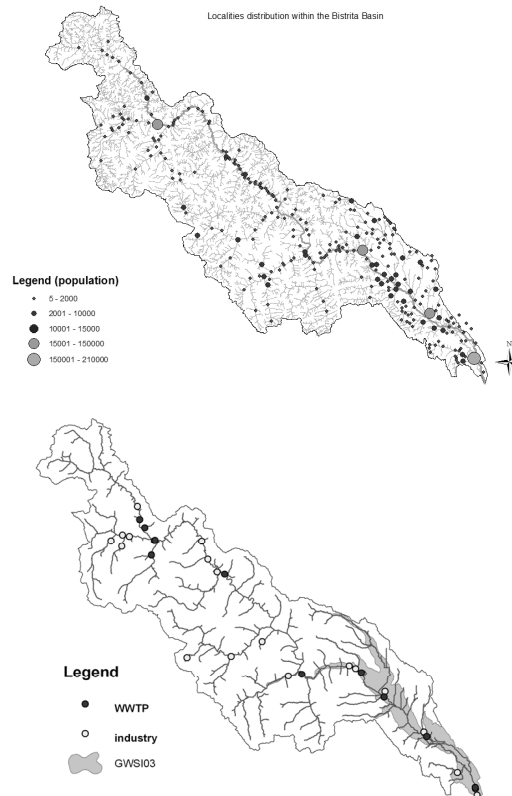 Localities distribution within the Bistrita Basin
Legend (population)
5 - 2000
2001 - 10000
10001 - 15000
15001 - 150000
150001 - 210000
N
Legend
WWTP
industry
GWSI03